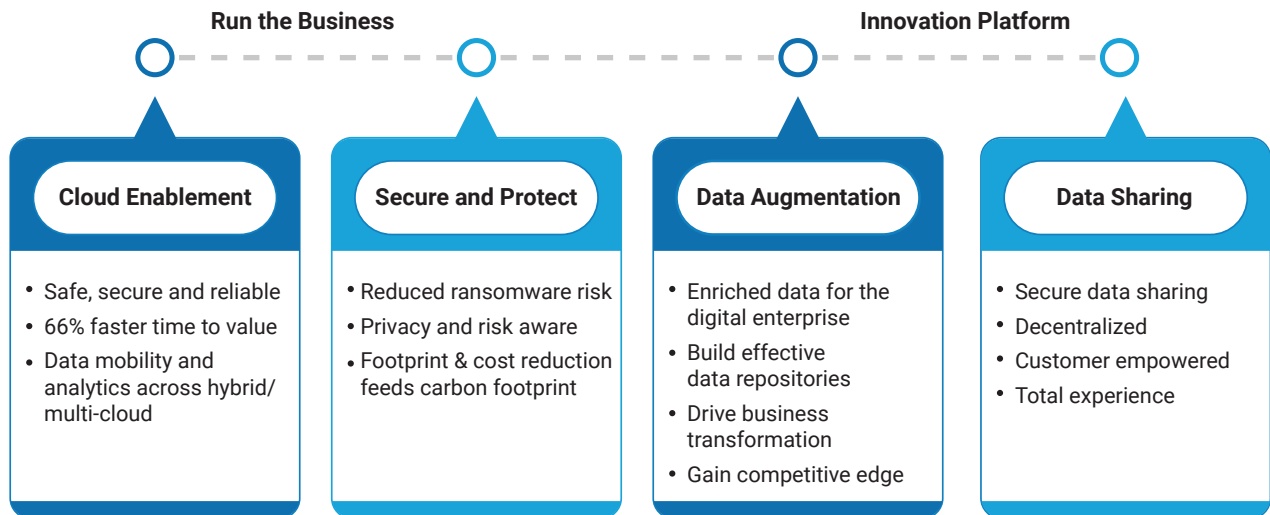 Run the Business
Innovation Platform
Cloud Enablement
• Safe, secure and reliable
• 66% faster time to value
• Data mobility and
analytics across hybrid/
multi-cloud
Secure and Protect
• Reduced ransomware risk
• Privacy and risk aware
• Footprint & cost reduction
feeds carbon footprint
Data Augmentation
• Enriched data for the
digital enterprise
• Build effective
data repositories
• Drive business
transformation
• Gain competitive edge
Data Sharing
• Secure data sharing
• Decentralized
• Customer empowered
• Total experience